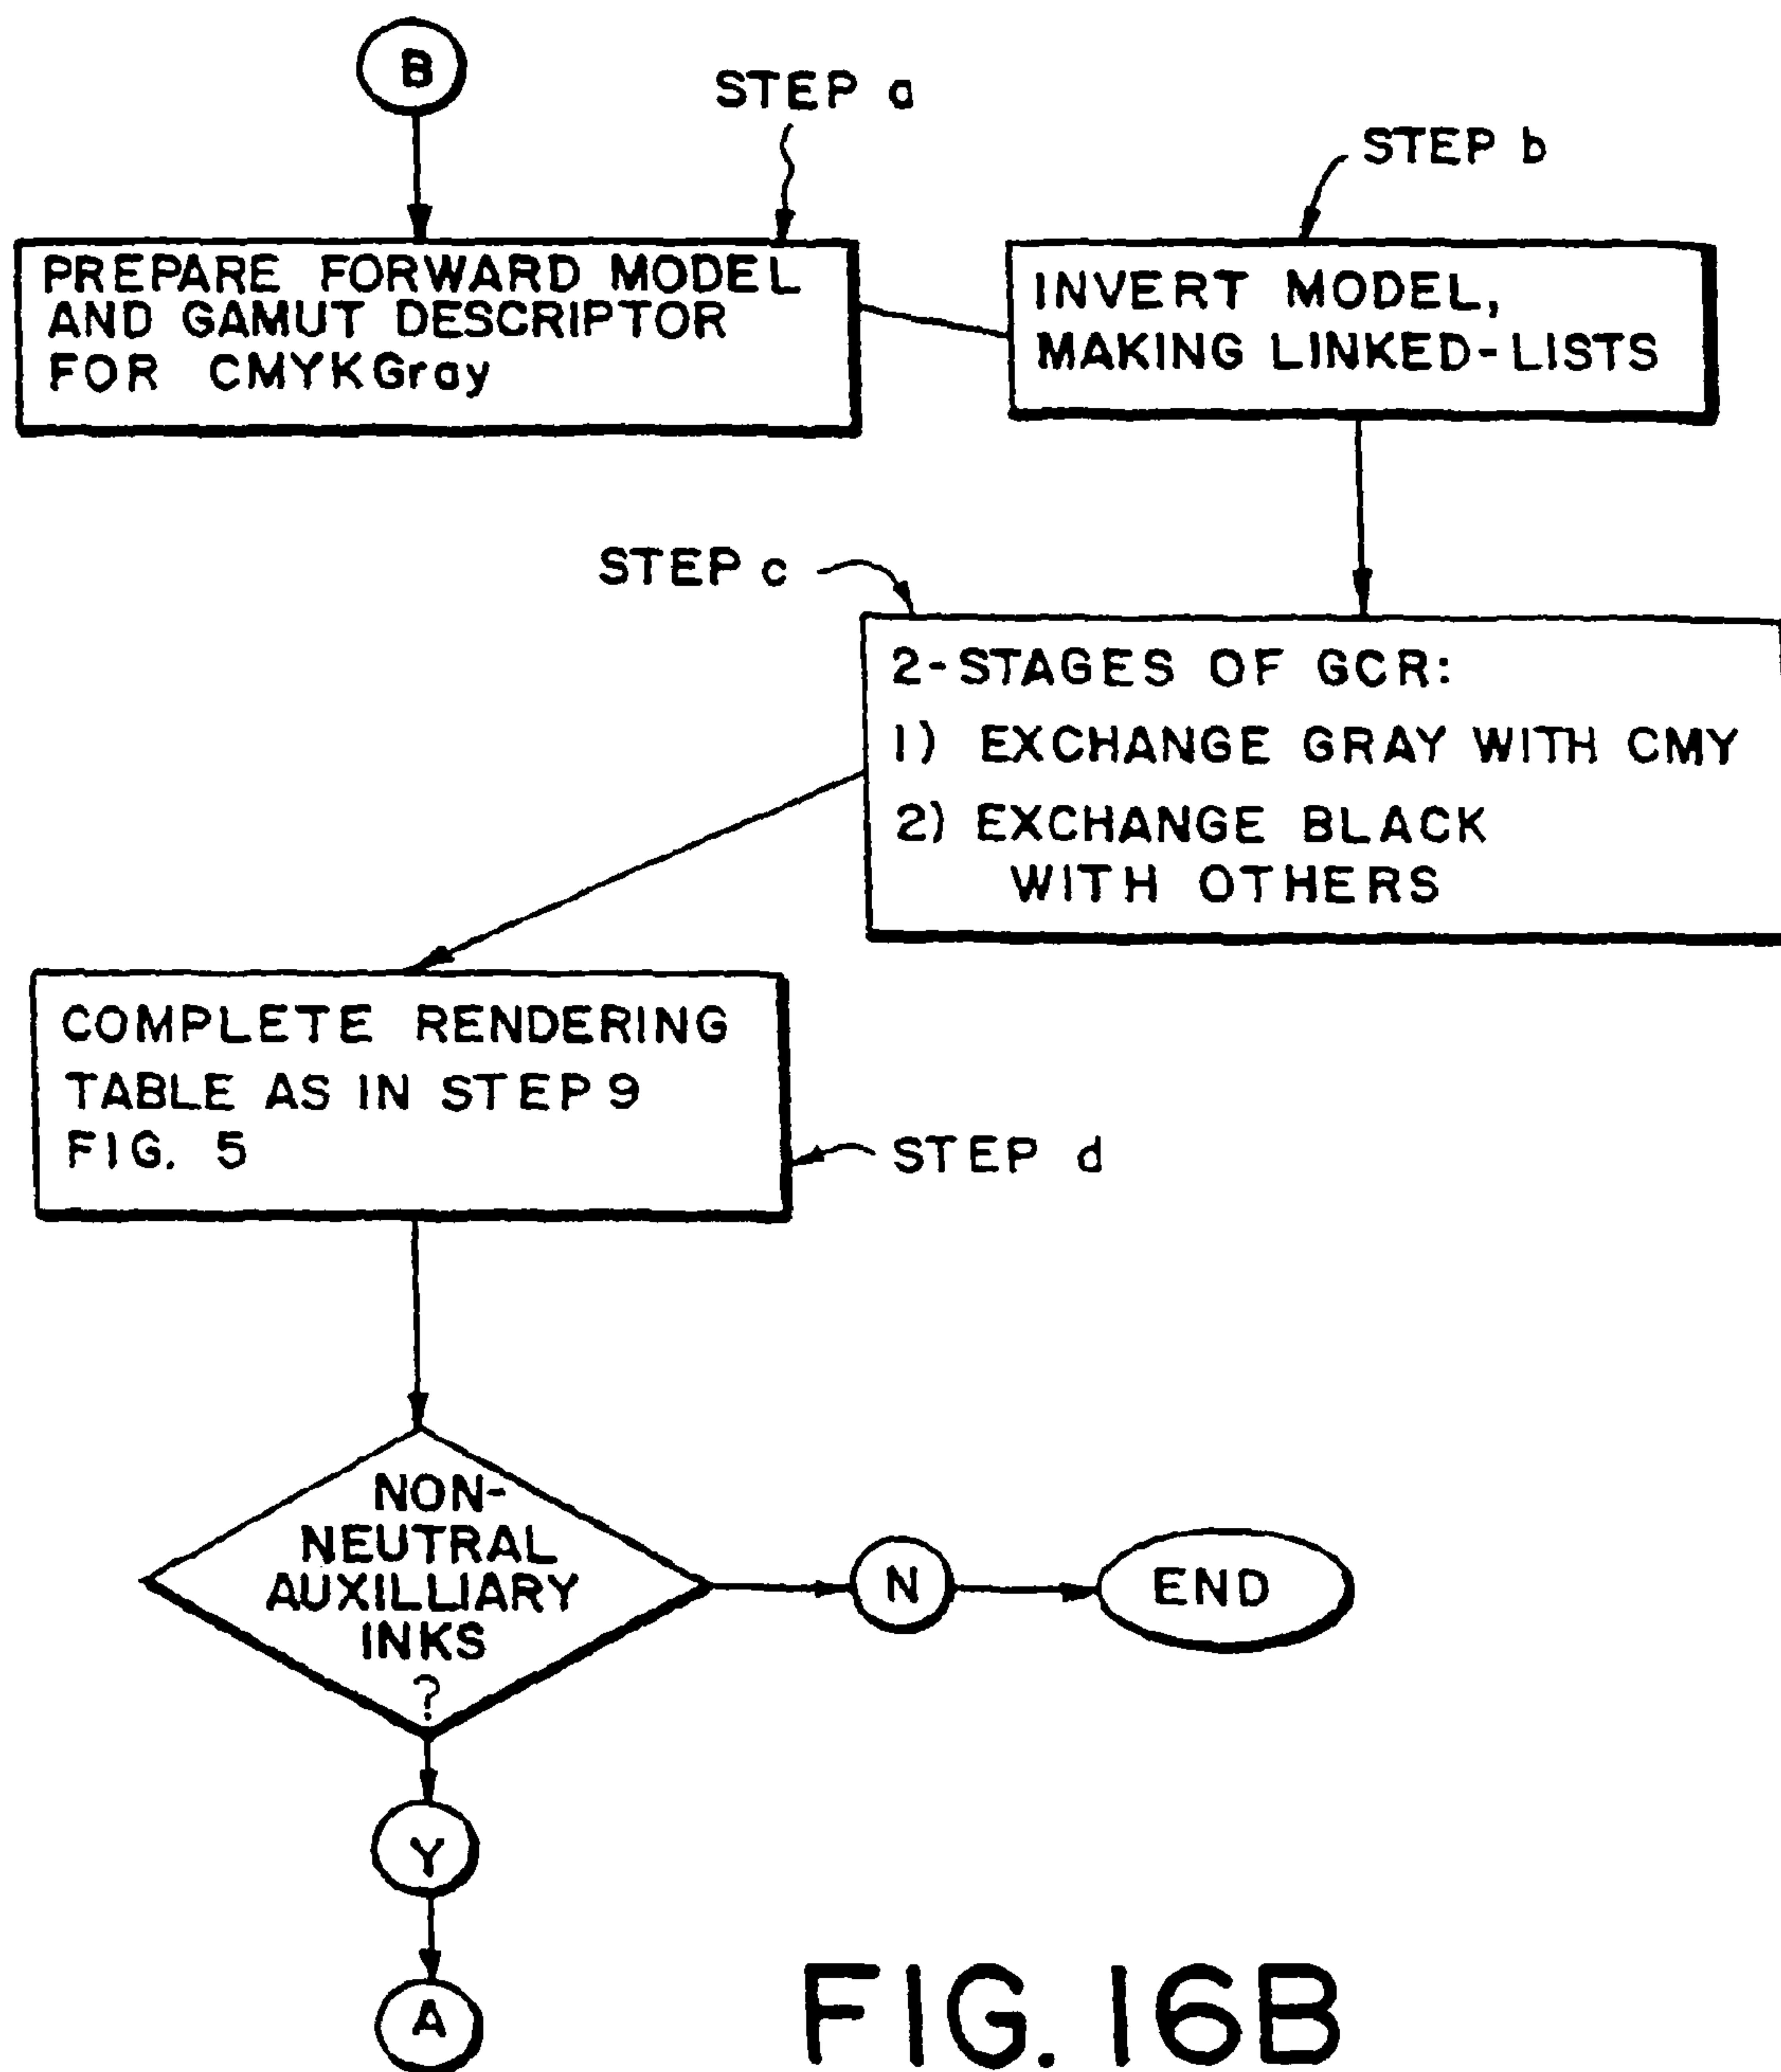 B
STEP a
STEP b
PREPARE FORWARD MODEL
AND GAMUT DESCRIPTOR
FOR CMYKGray
INVERT MODEL,
MAKING LINKED-LISTS
STEP c
2-STAGES OF GCR:
1) EXCHANGE GRAY WITH CMY
2) EXCHANGE BLACK
WITH OTHERS
COMPLETE RENDERING
TABLE AS IN STEP 9
FIG. 5
STEP d
NON-
NEUTRAL
AUXILLIARY
INKS
?
N
END
Y
A
FIG. 16B